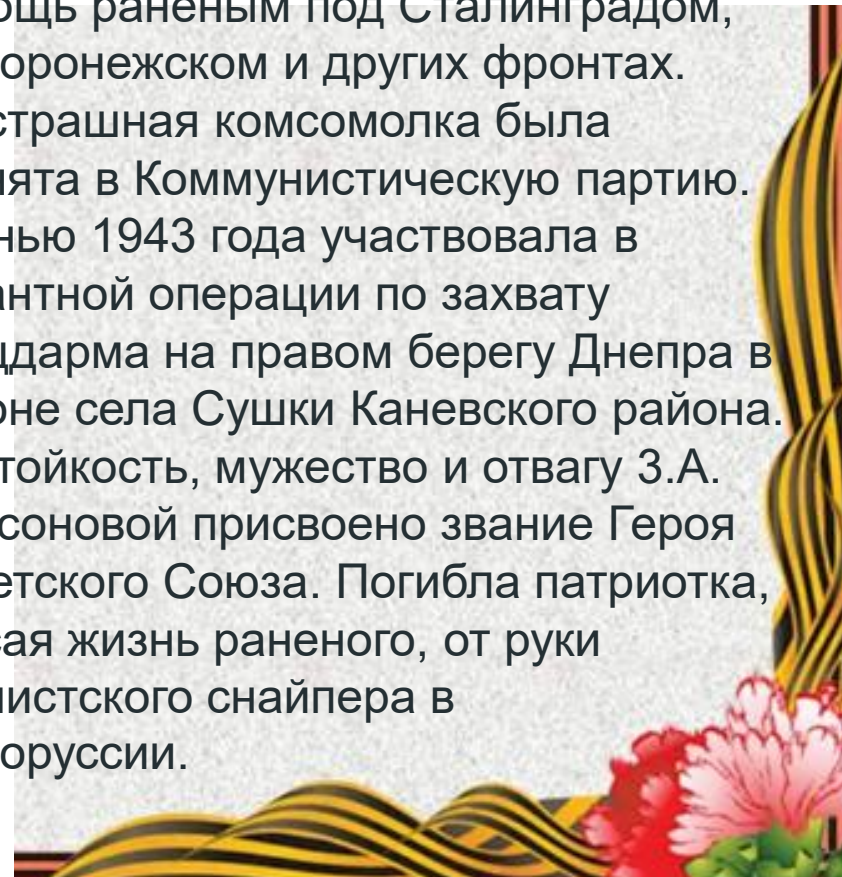 ощь раненым под Сталинградом,
оронежском и других фронтах.
страшная комсомолка была
ята в Коммунистическую партию.
нью 1943 года участвовала в
антной операции по захвату
цдарма на правом берегу Днепра в
оне села Сушки Каневского района.
тойкость, мужество и отвагу З.А.
соновой присвоено звание Героя
етского Союза. Погибла патриотка,
сая жизнь раненого, от руки
истского снайпера в
оруссии.